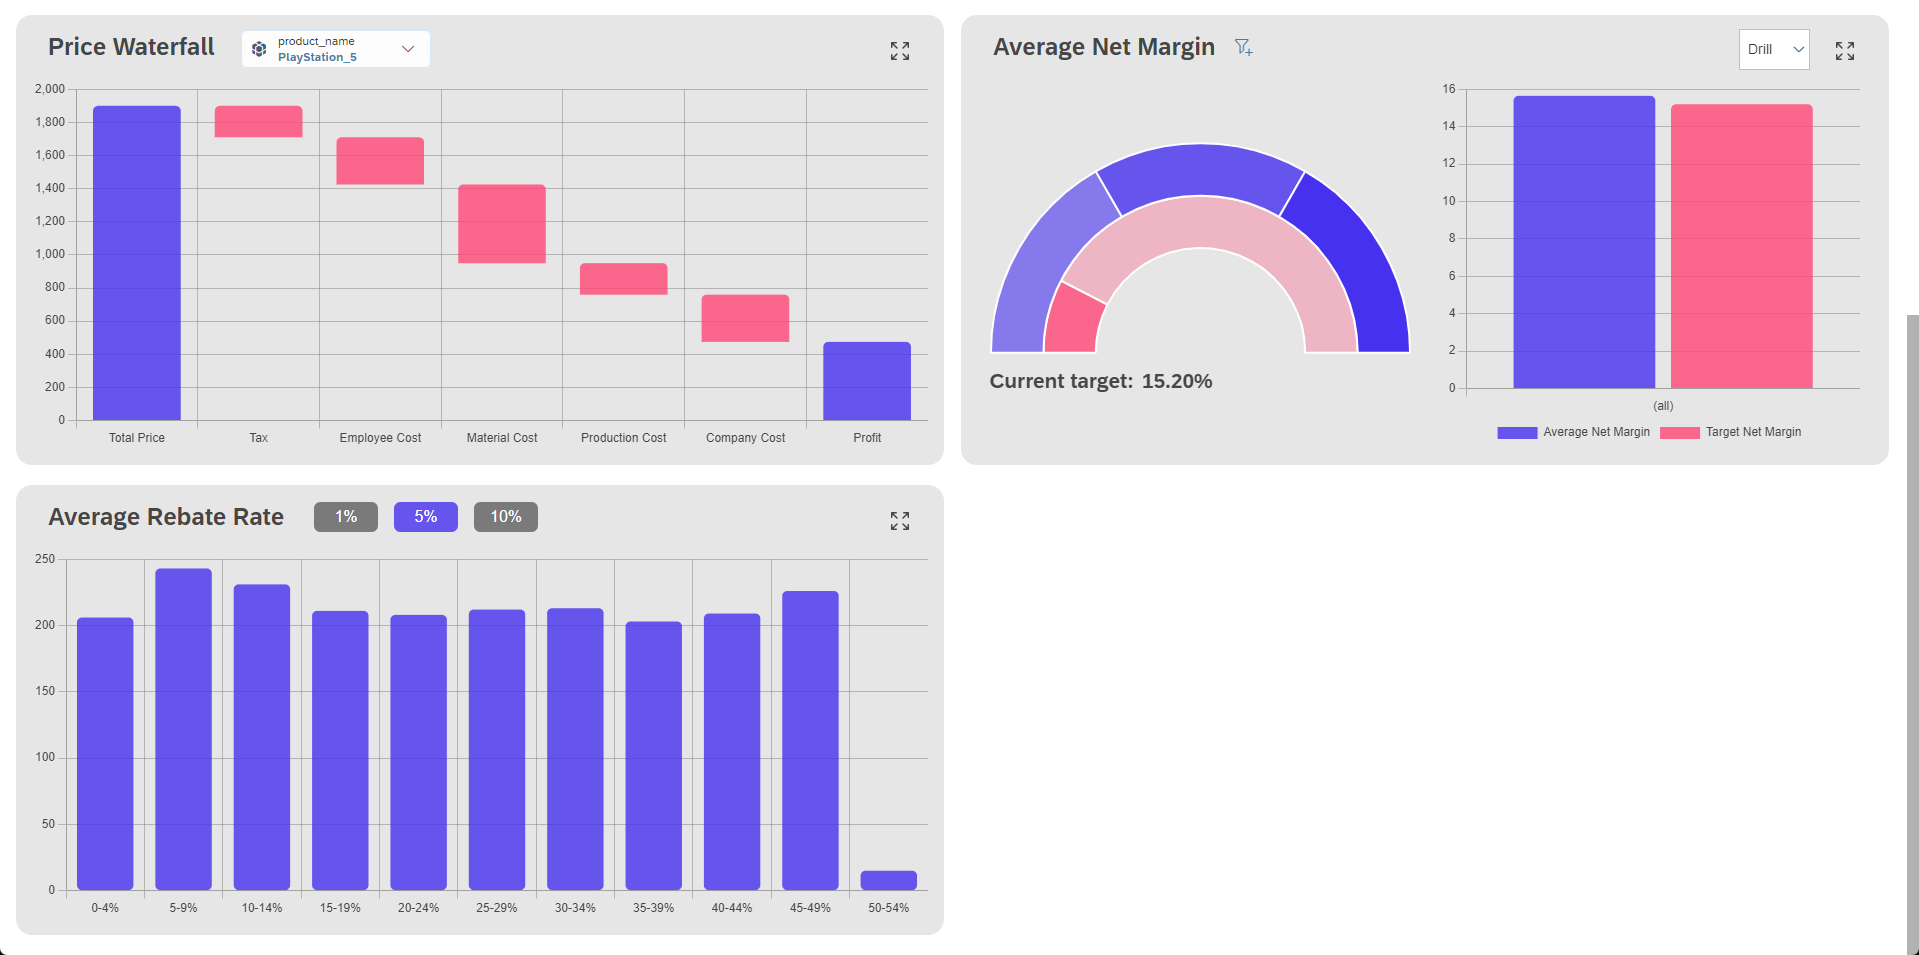 Price Waterfall
product_name
PlayStation_5
2,000
1,800
1,600
1,400
1,200
1,000
800
600
400
200
0
Total Price
Tax
Employee Cost
Material Cost
Production Cost
Company Cost
Profit
Average Net Margin
Drill
Current target: 15.20%
16
14
12
10
8
6
4
2
0
(all)
Average Net Margin
Target Net Margin
Average Rebate Rate
1%
5%
10%
250
200
150
100
50
0
0-4%
5-9%
10-14%
15-19%
20-24%
25-29%
30-34%
35-39%
40-44%
45-49%
50-54%